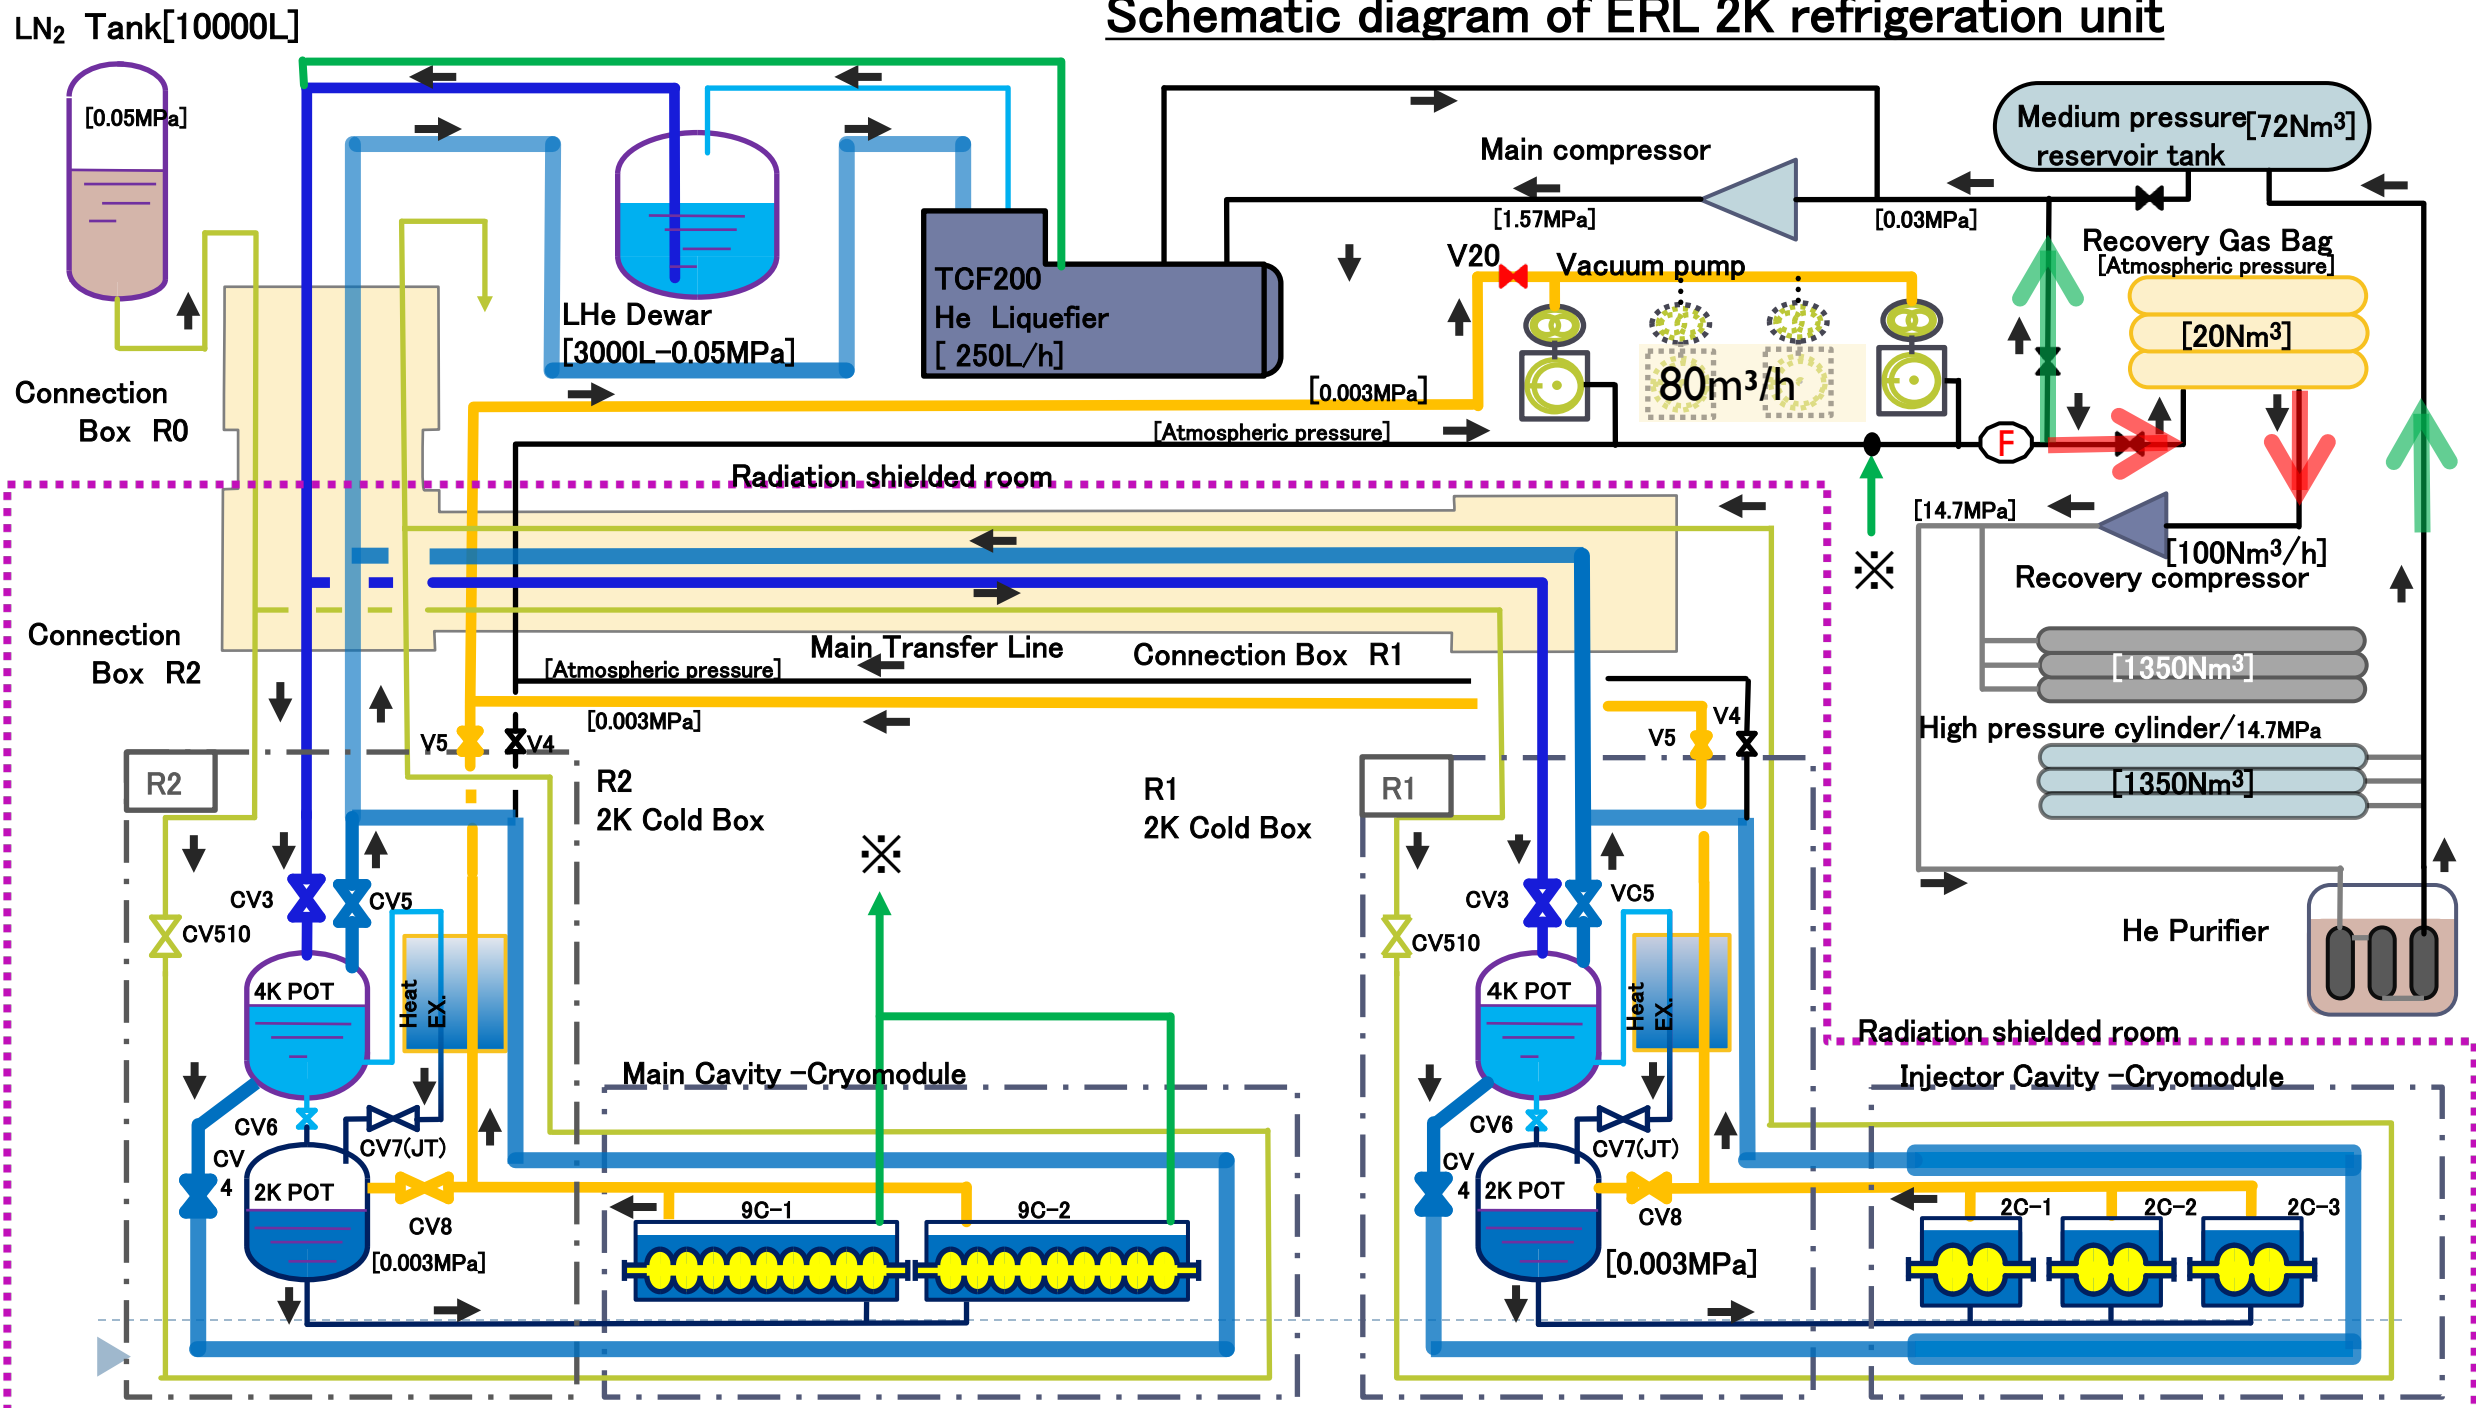 Schematic diagram of ERL 2K refrigeration unit
LN₂ Tank[10000L]
[0.05MPa]
Medium pressure[72Nm³]
reservoir tank
Main compressor
[1.57MPa]
[0.03MPa]
V20
Vacuum pump
Recovery Gas Bag
[Atmospheric pressure]
[20Nm³]
TCF200
He Liquefier
[ 250L/h]
LHe Dewar
[3000L-0.05MPa]
80m³/h
[0.003MPa]
Connection
Box R0
[Atmospheric pressure]
F
Radiation shielded room
[14.7MPa]
[100Nm³/h]
Recovery compressor
※
Connection
Box R2
Main Transfer Line
Connection Box R1
[Atmospheric pressure]
[0.003MPa]
[1350Nm³]
High pressure cylinder/14.7MPa
[1350Nm³]
V5
V4
V5
V4
R2
R2
2K Cold Box
R1
2K Cold Box
R1
※
CV3
CV5
CV510
CV3
VC5
CV510
He Purifier
4K POT
Heat
EX.
4K POT
Heat
EX.
Radiation shielded room
Main Cavity -Cryomodule
Injector Cavity -Cryomodule
CV6
CV7(JT)
CV
4
2K POT
CV8
[0.003MPa]
9C-1
9C-2
CV6
CV7(JT)
CV
4
2K POT
CV8
[0.003MPa]
2C-1
2C-2
2C-3